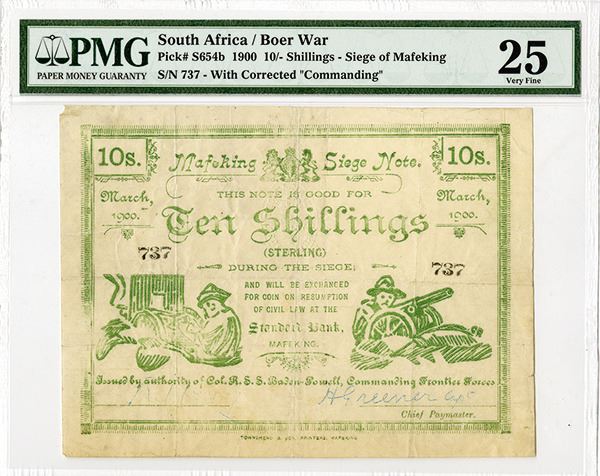 PMG
PAPER MONEY GUARANTY
South Africa / Boer War
Pick# S654b 1900 10/- Shillings - Siege of Mafeking
S/N 737 - With Corrected "Commanding"
25
Very Fine
10s. Mafeking Siege Note. 10s.
March, 1900.
THIS NOTE IS GOOD FOR
March, 1900.
Ten Shillings
(STERLING)
737
DURING THE SIEGE;
737
AND WILL BE EXCHANGED
FOR COIN ON RESUMPTION
OF CIVIL LAW AT THE
Standard Bank,
MAFEKING.
Issued by authority of Col. R.S.S. Baden-Powell, Commanding Frontier Forces
H Greener
Chief Paymaster.
TOWNSHEND & SON, PRINTERS, MAFEKING